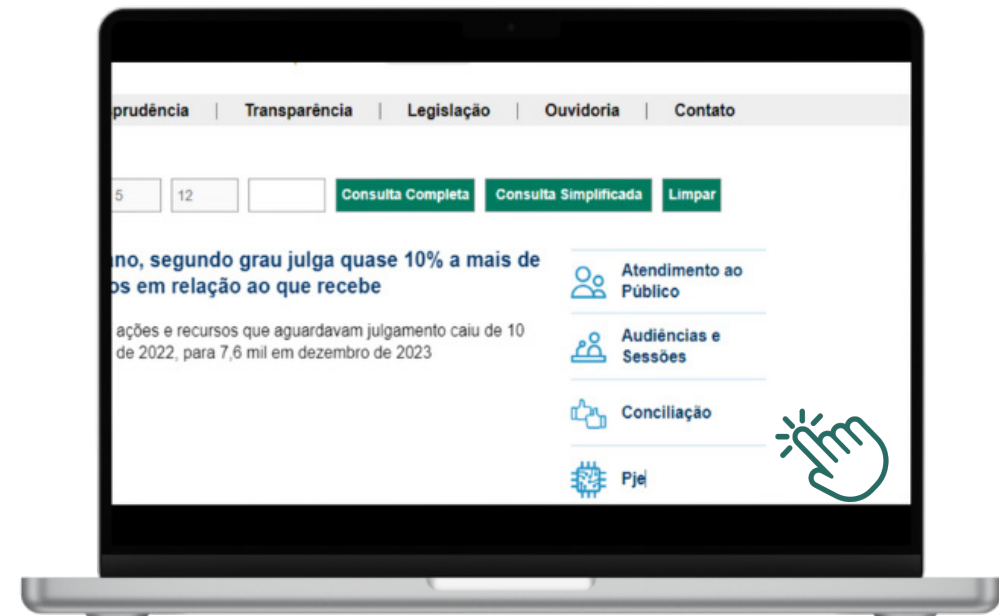 prudência | Transparência | Legislação | Ouvidoria | Contato
5 12 Consulta Completa Consulta Simplificada Limpar
no, segundo grau julga quase 10% a mais de
os em relação ao que recebe
ações e recursos que aguardavam julgamento caiu de 10
de 2022, para 7,6 mil em dezembro de 2023
Atendimento ao
Público
Audiências e
Sessões
Conciliação
Pje